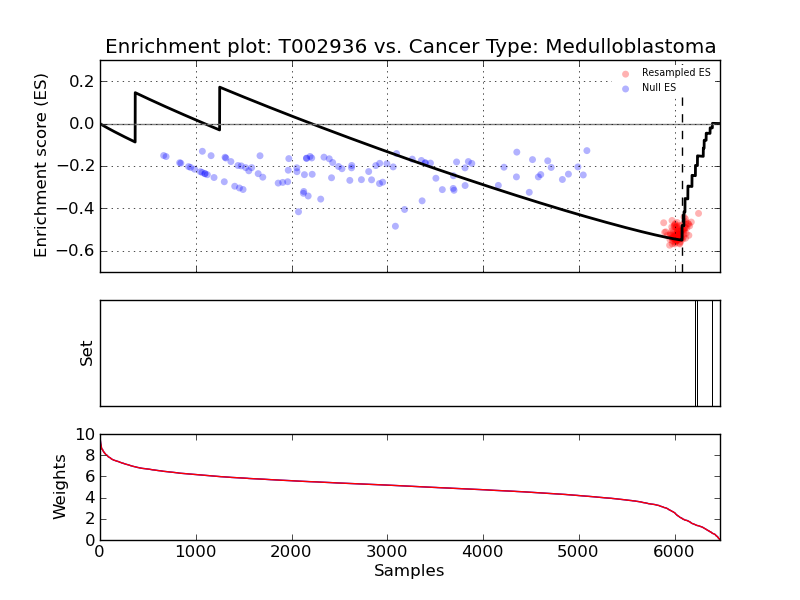 Enrichment plot: T002936 vs. Cancer Type: Medulloblastoma
Enrichment score (ES)
0.2
0.0
−0.2
−0.4
−0.6
Resampled ES
Null ES
Set
Weights
10
8
6
4
2
0
0 1000 2000 3000 4000 5000 6000
Samples